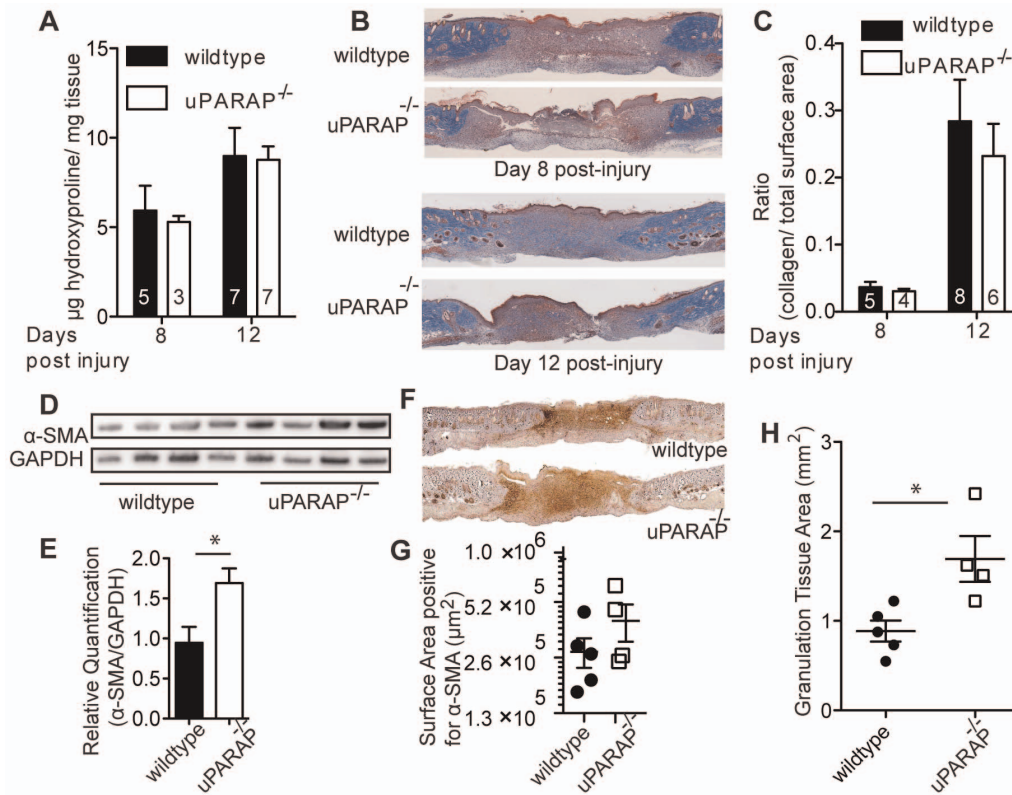 A
wildtype
uPARAP-/-
µg hydroxyproline/ mg tissue
15
10
5
0
5
3
7
7
8
12
Days
post injury
B
wildtype
uPARAP-/-
Day 8 post-injury
wildtype
uPARAP-/-
Day 12 post-injury
C
wildtype
uPARAP-/-
Ratio
(collagen/ total surface area)
0.4
0.3
0.2
0.1
0.0
5
4
8
6
8
12
Days
post injury
D
α-SMA
GAPDH
wildtype
uPARAP-/-
E
Relative Quantification
(α-SMA/GAPDH)
2.0
1.5
1.0
0.5
0.0
*
wildtype
uPARAP-/-
F
wildtype
uPARAP-/-
G
Surface Area positive
for α-SMA (µm2)
1.0 ×10 6
5.2 ×10 5
2.6 ×10 5
1.3 ×10 5
wildtype
uPARAP-/-
H
Granulation Tissue Area (mm2)
3
2
1
0
*
wildtype
uPARAP-/-